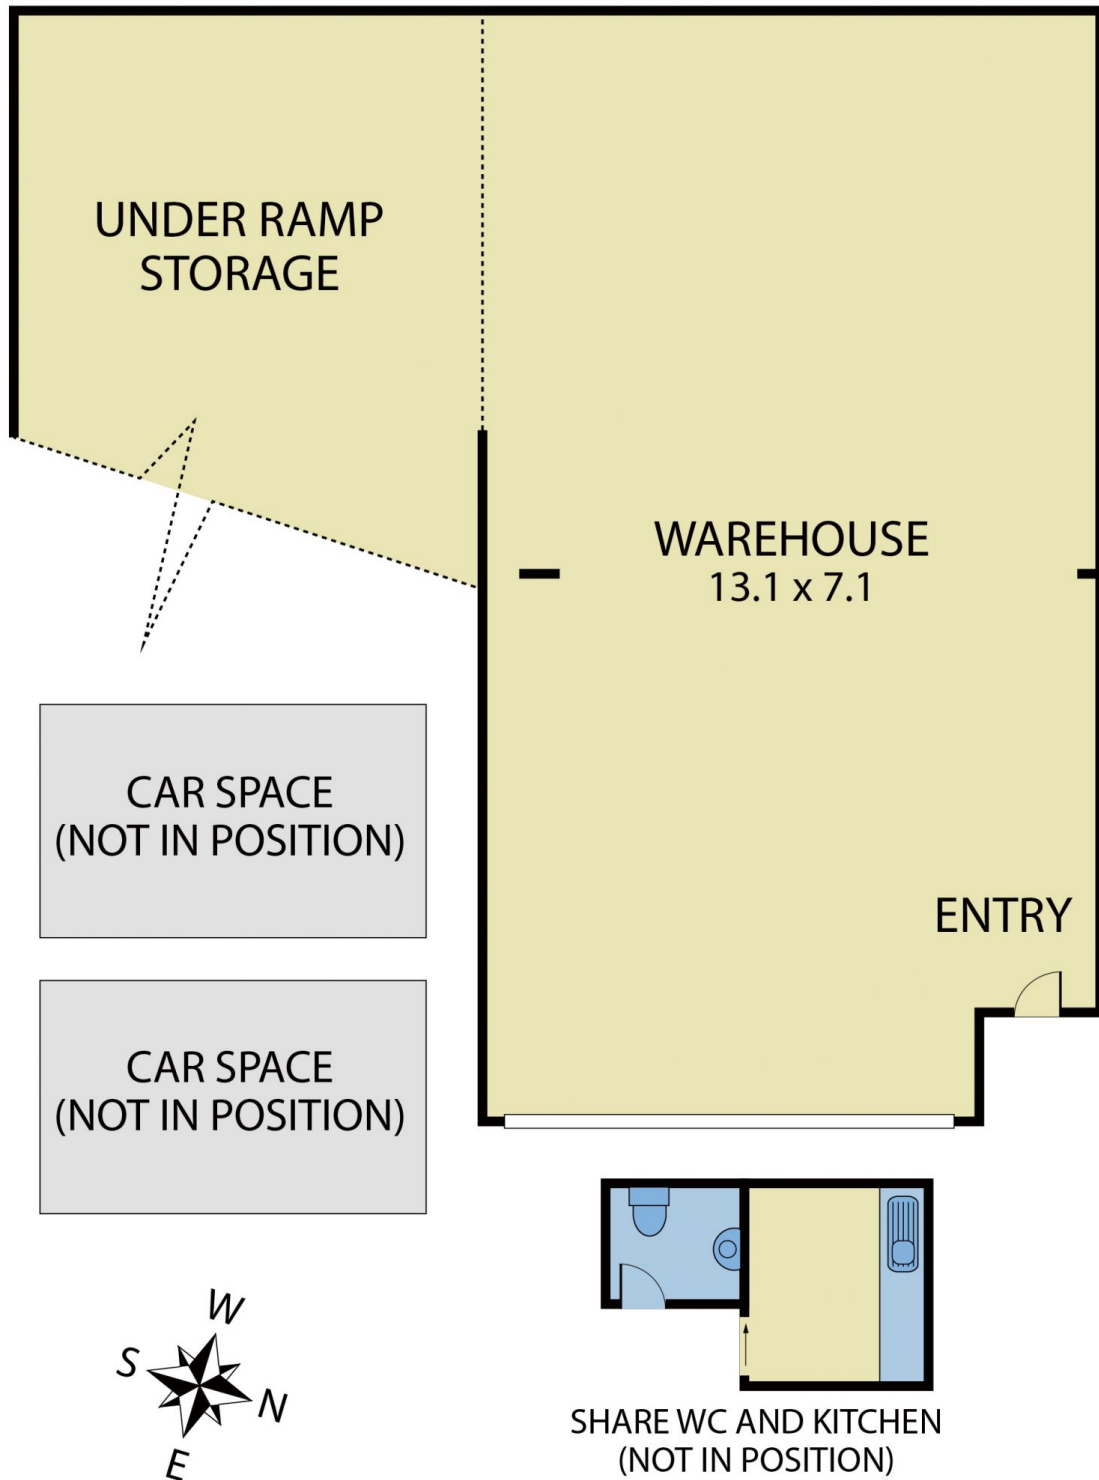 UNDER RAMP
STORAGE
WAREHOUSE
13.1 x 7.1
CAR SPACE
(NOT IN POSITION)
ENTRY
CAR SPACE
(NOT IN POSITION)
W
S
N
E
SHARE WC AND KITCHEN
(NOT IN POSITION)